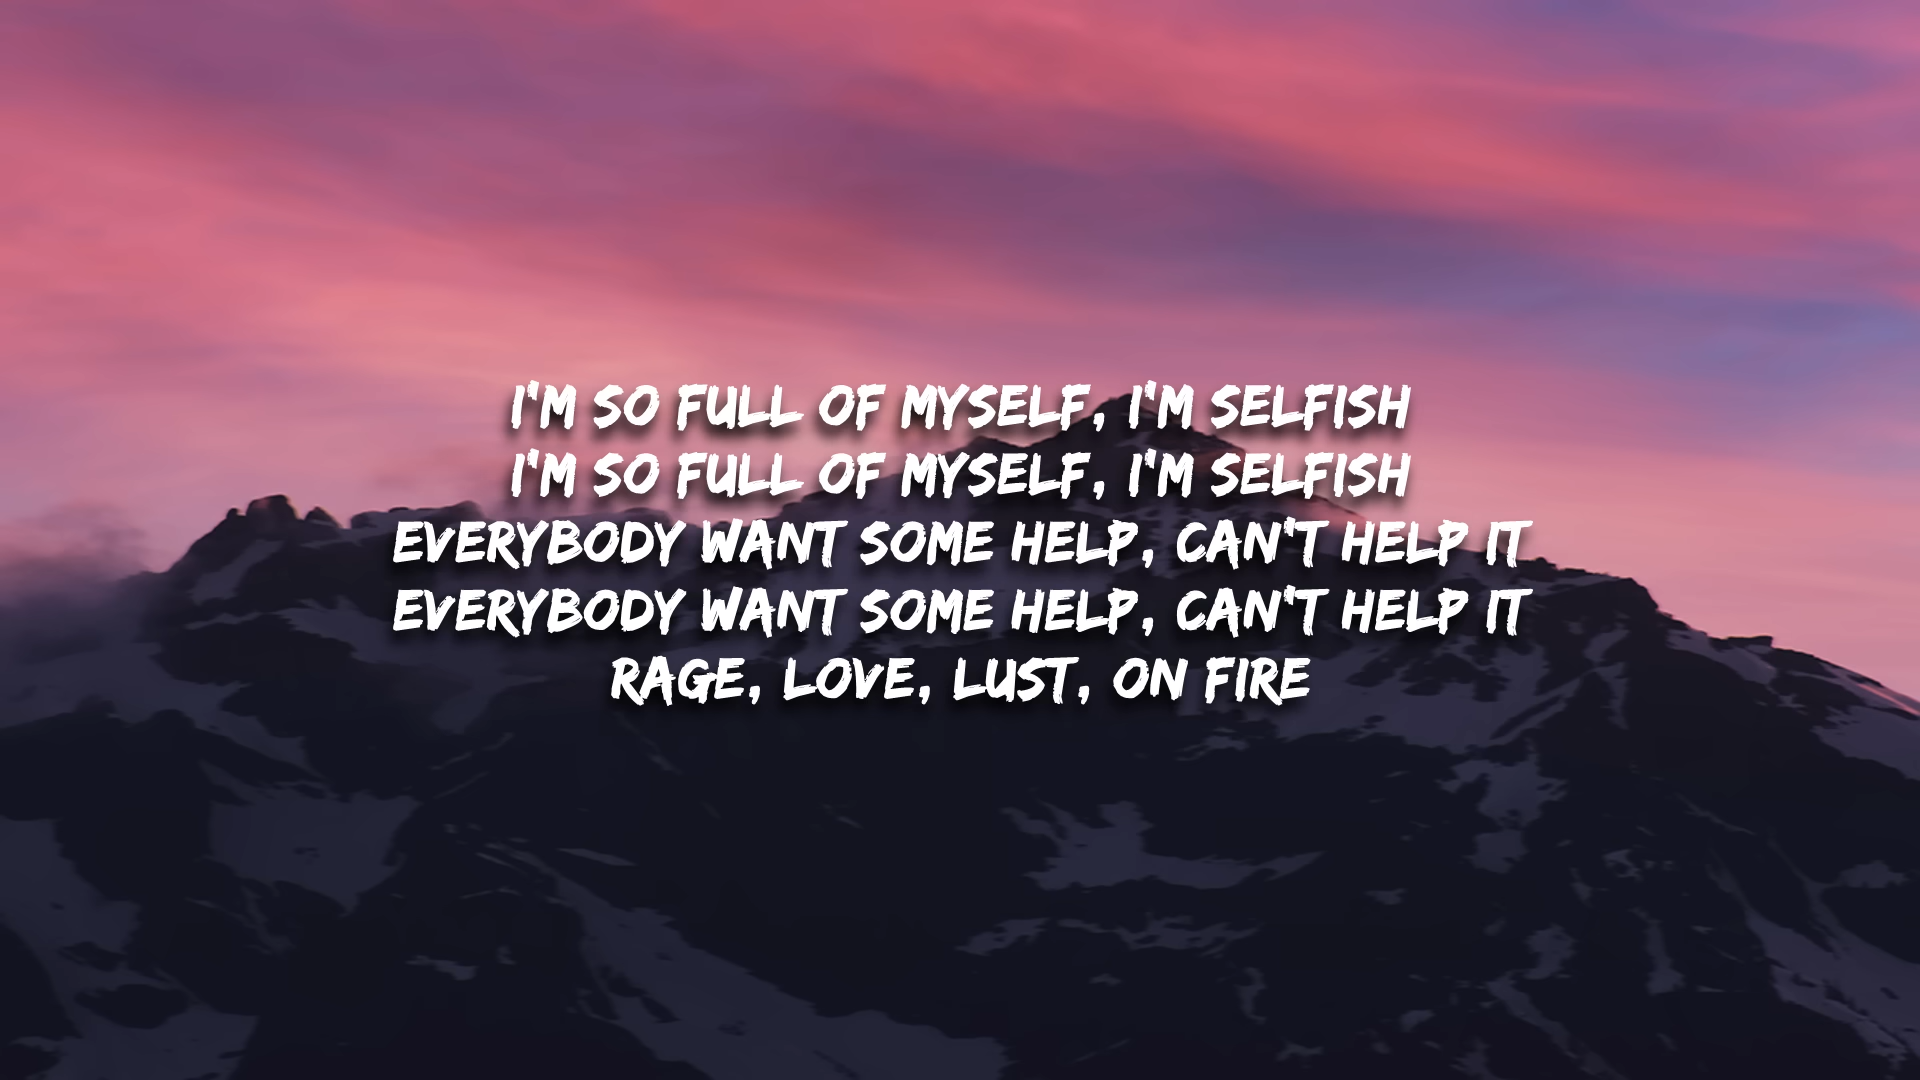 I'M SO FULL OF MYSELF, I'M SELFISH
I'M SO FULL OF MYSELF, I'M SELFISH
EVERYBODY WANT SOME HELP, CAN'T HELP IT
EVERYBODY WANT SOME HELP, CAN'T HELP IT
RAGE, LOVE, LUST, ON FIRE